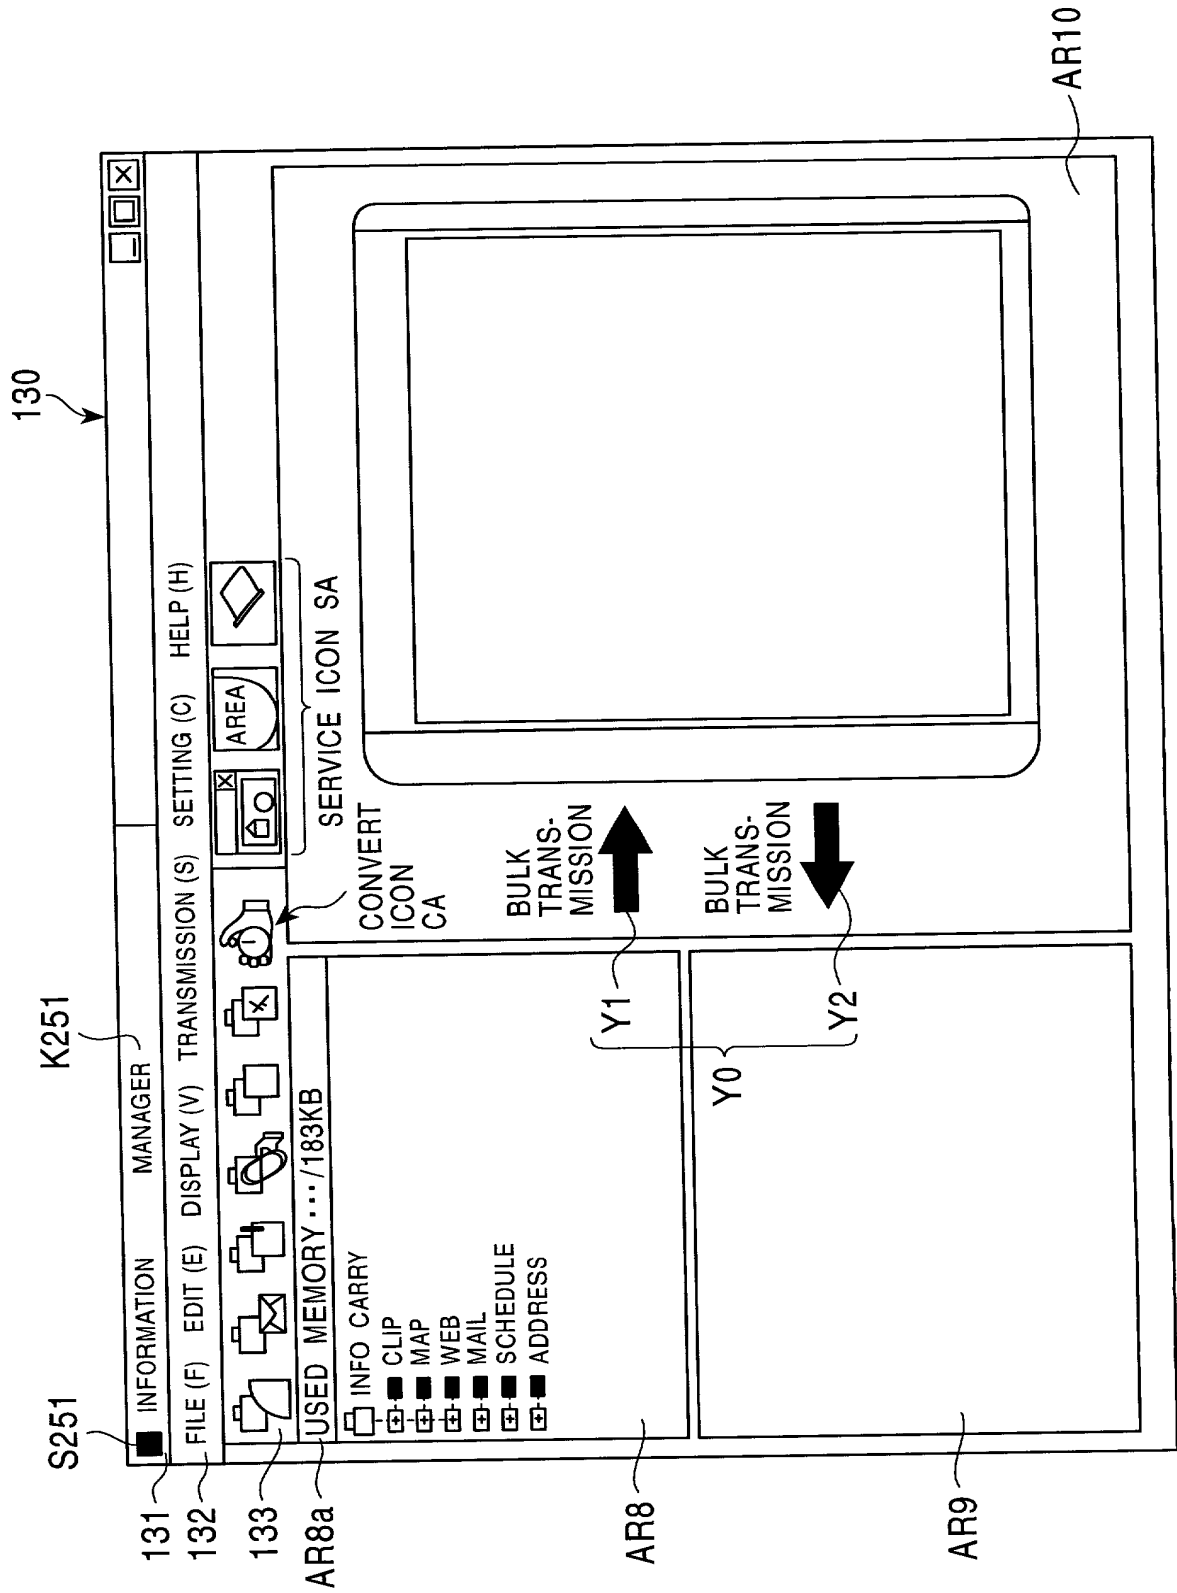 130
K251
S251
INFORMATION MANAGER
131
FILE (F) EDIT (E) DISPLAY (V) TRANSMISSION (S) SETTING (C) HELP (H)
132
AREA
133
SERVICE ICON SA
CONVERT
ICON
CA
USED MEMORY···/183KB
AR8a
INFO CARRY
CLIP
MAP
WEB
MAIL
SCHEDULE
ADDRESS
BULK
TRANS-
MISSION
Y1
BULK
TRANS-
MISSION
Y2
Y0
AR8
AR9
AR10